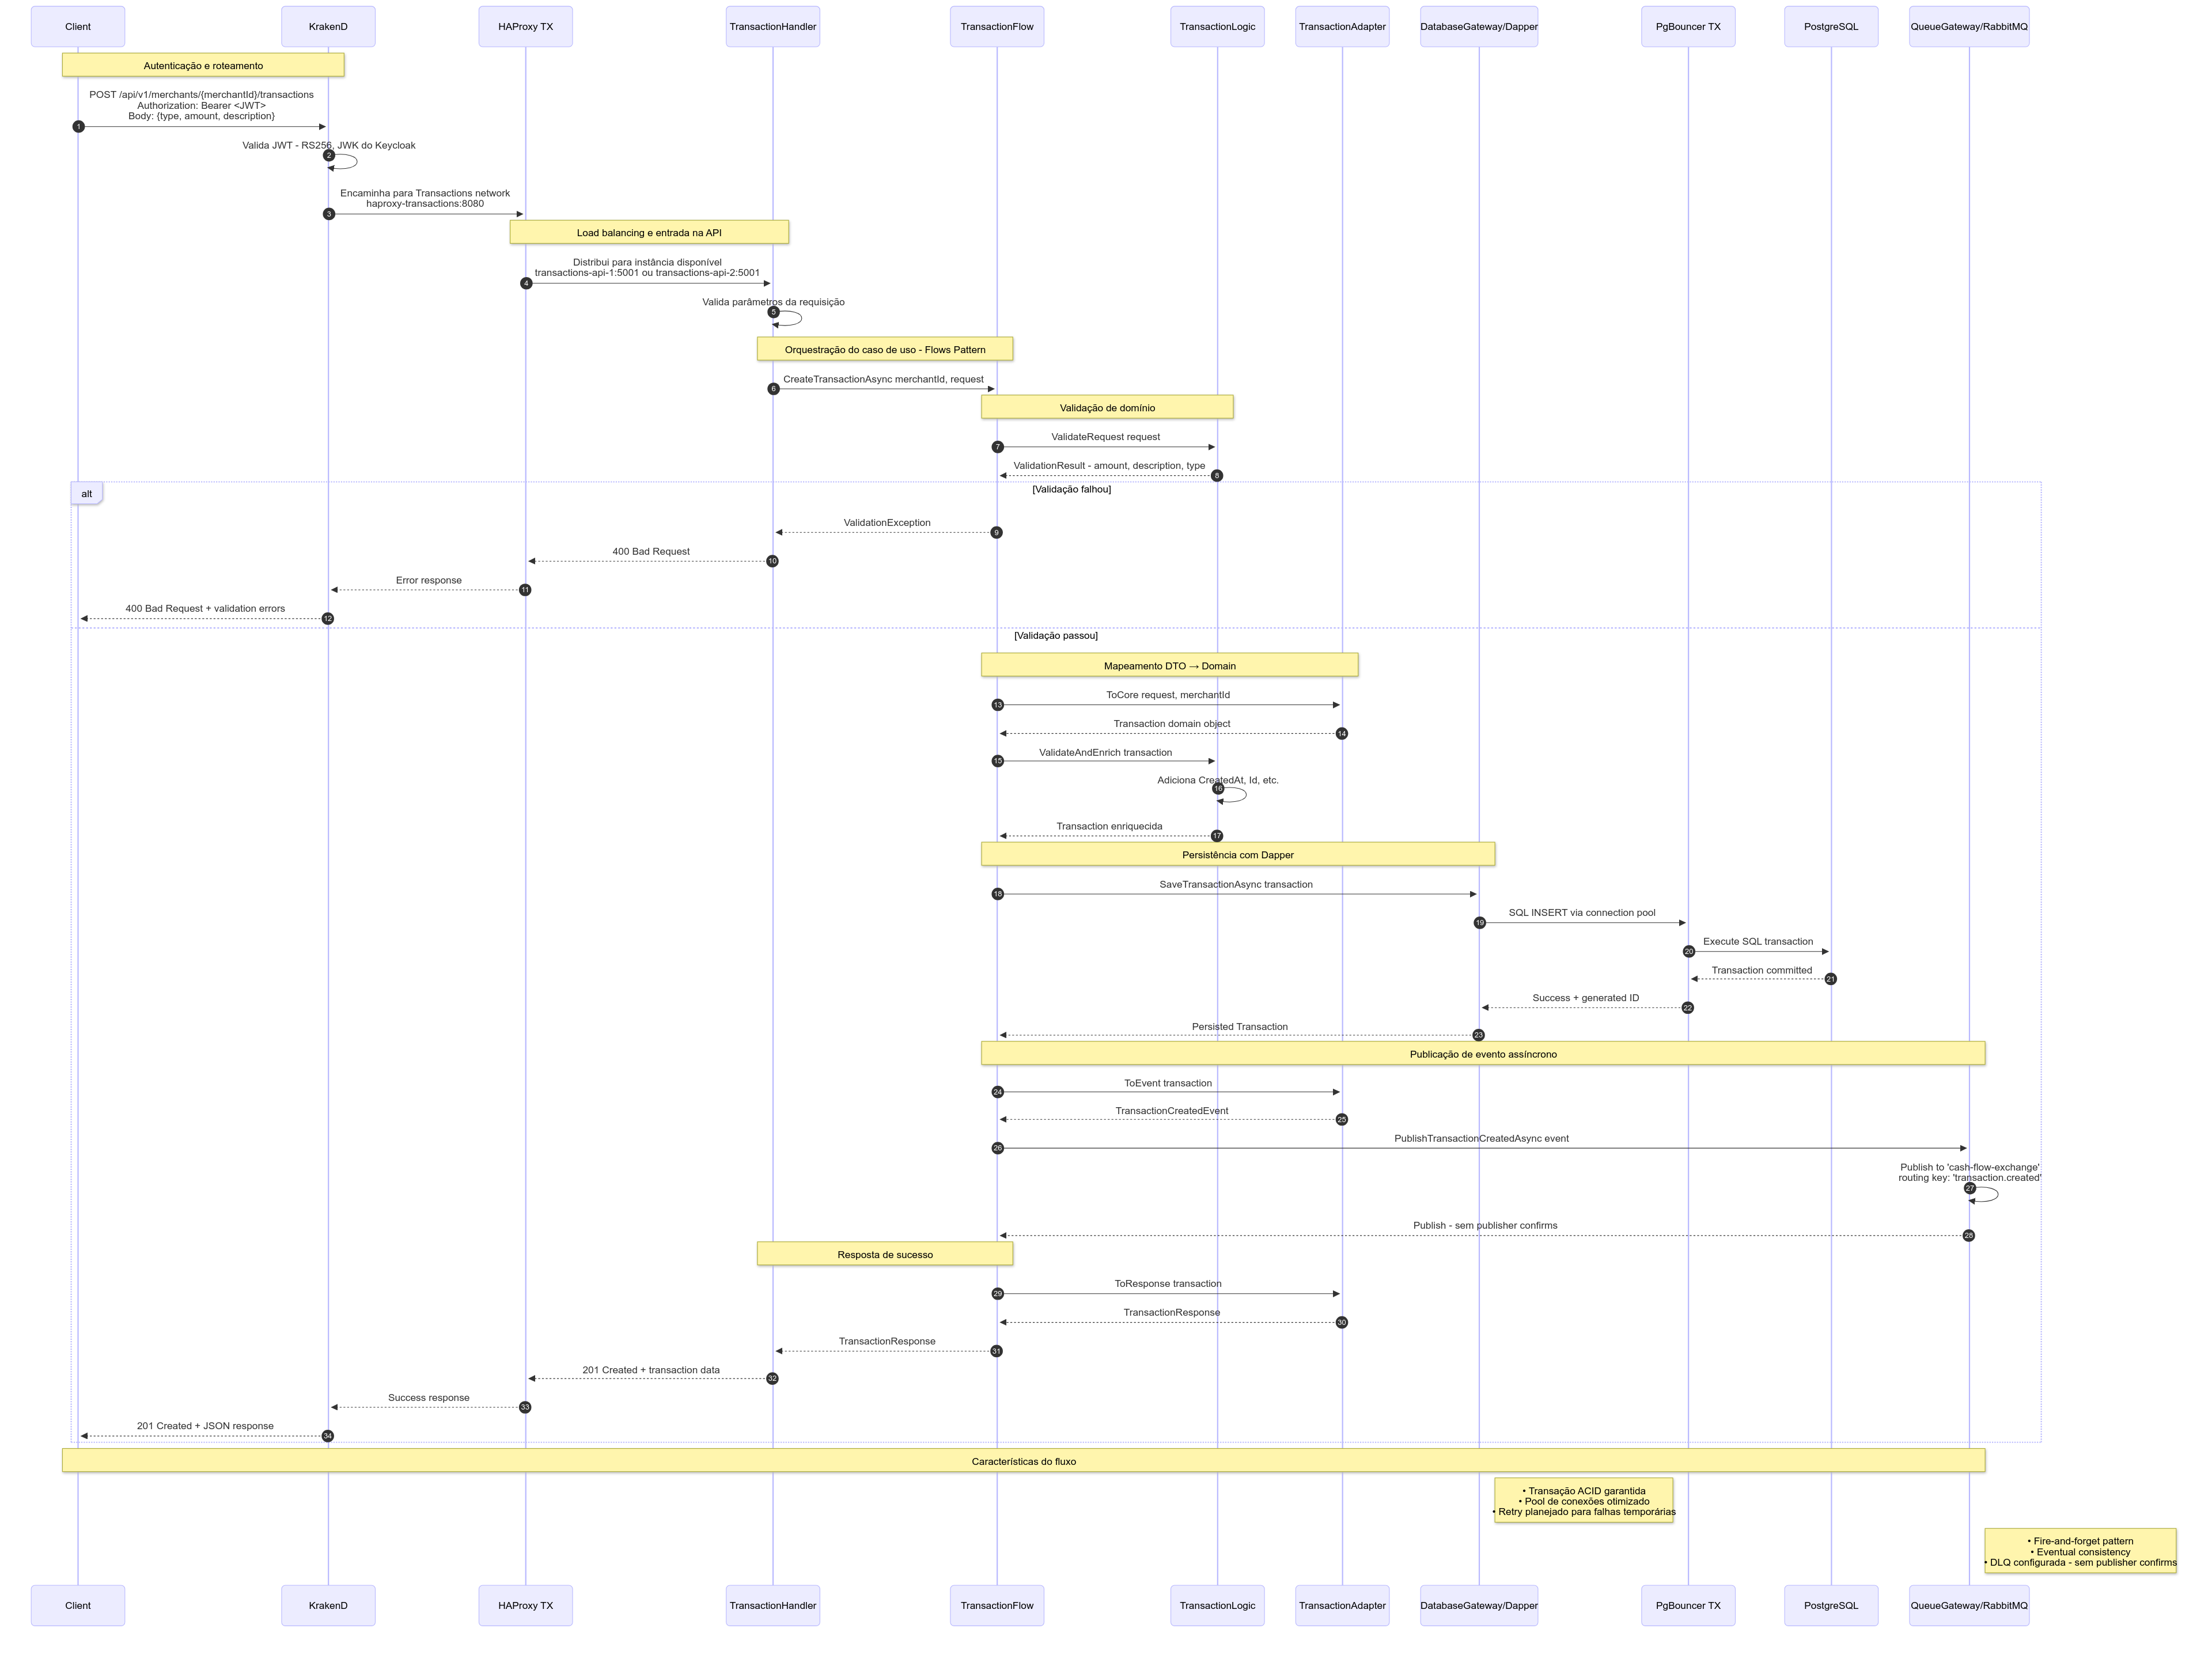 Client
KrakenD
HAProxy TX
TransactionHandler
TransactionFlow
TransactionLogic
TransactionAdapter
DatabaseGateway/Dapper
PgBouncer TX
PostgreSQL
QueueGateway/RabbitMQ
Autenticação e roteamento
POST /api/v1/merchants/{merchantId}/transactions
Authorization: Bearer <JWT>
Body: {type, amount, description}
1
Valida JWT - RS256, JWK do Keycloak
2
Encaminha para Transactions network
haproxy-transactions:8080
3
Load balancing e entrada na API
Distribui para instância disponível
transactions-api-1:5001 ou transactions-api-2:5001
4
Valida parâmetros da requisição
5
Orquestração do caso de uso - Flows Pattern
CreateTransactionAsync merchantId, request
6
Validação de domínio
ValidateRequest request
7
ValidationResult - amount, description, type
8
alt
[Validação falhou]
ValidationException
9
400 Bad Request
10
Error response
11
400 Bad Request + validation errors
12
[Validação passou]
Mapeamento DTO → Domain
ToCore request, merchantId
13
Transaction domain object
14
ValidateAndEnrich transaction
15
Adiciona CreatedAt, Id, etc.
16
Transaction enriquecida
17
Persistência com Dapper
SaveTransactionAsync transaction
18
SQL INSERT via connection pool
19
Execute SQL transaction
20
Transaction committed
21
Success + generated ID
22
Persisted Transaction
23
Publicação de evento assíncrono
ToEvent transaction
24
TransactionCreatedEvent
25
PublishTransactionCreatedAsync event
26
Publish to 'cash-flow-exchange'
routing key: 'transaction.created'
27
Publish - sem publisher confirms
28
Resposta de sucesso
ToResponse transaction
29
TransactionResponse
30
TransactionResponse
31
201 Created + transaction data
32
Success response
33
201 Created + JSON response
34
Características do fluxo
• Transação ACID garantida
• Pool de conexões otimizado
• Retry planejado para falhas temporárias
• Fire-and-forget pattern
• Eventual consistency
• DLQ configurada - sem publisher confirms
Client
KrakenD
HAProxy TX
TransactionHandler
TransactionFlow
TransactionLogic
TransactionAdapter
DatabaseGateway/Dapper
PgBouncer TX
PostgreSQL
QueueGateway/RabbitMQ